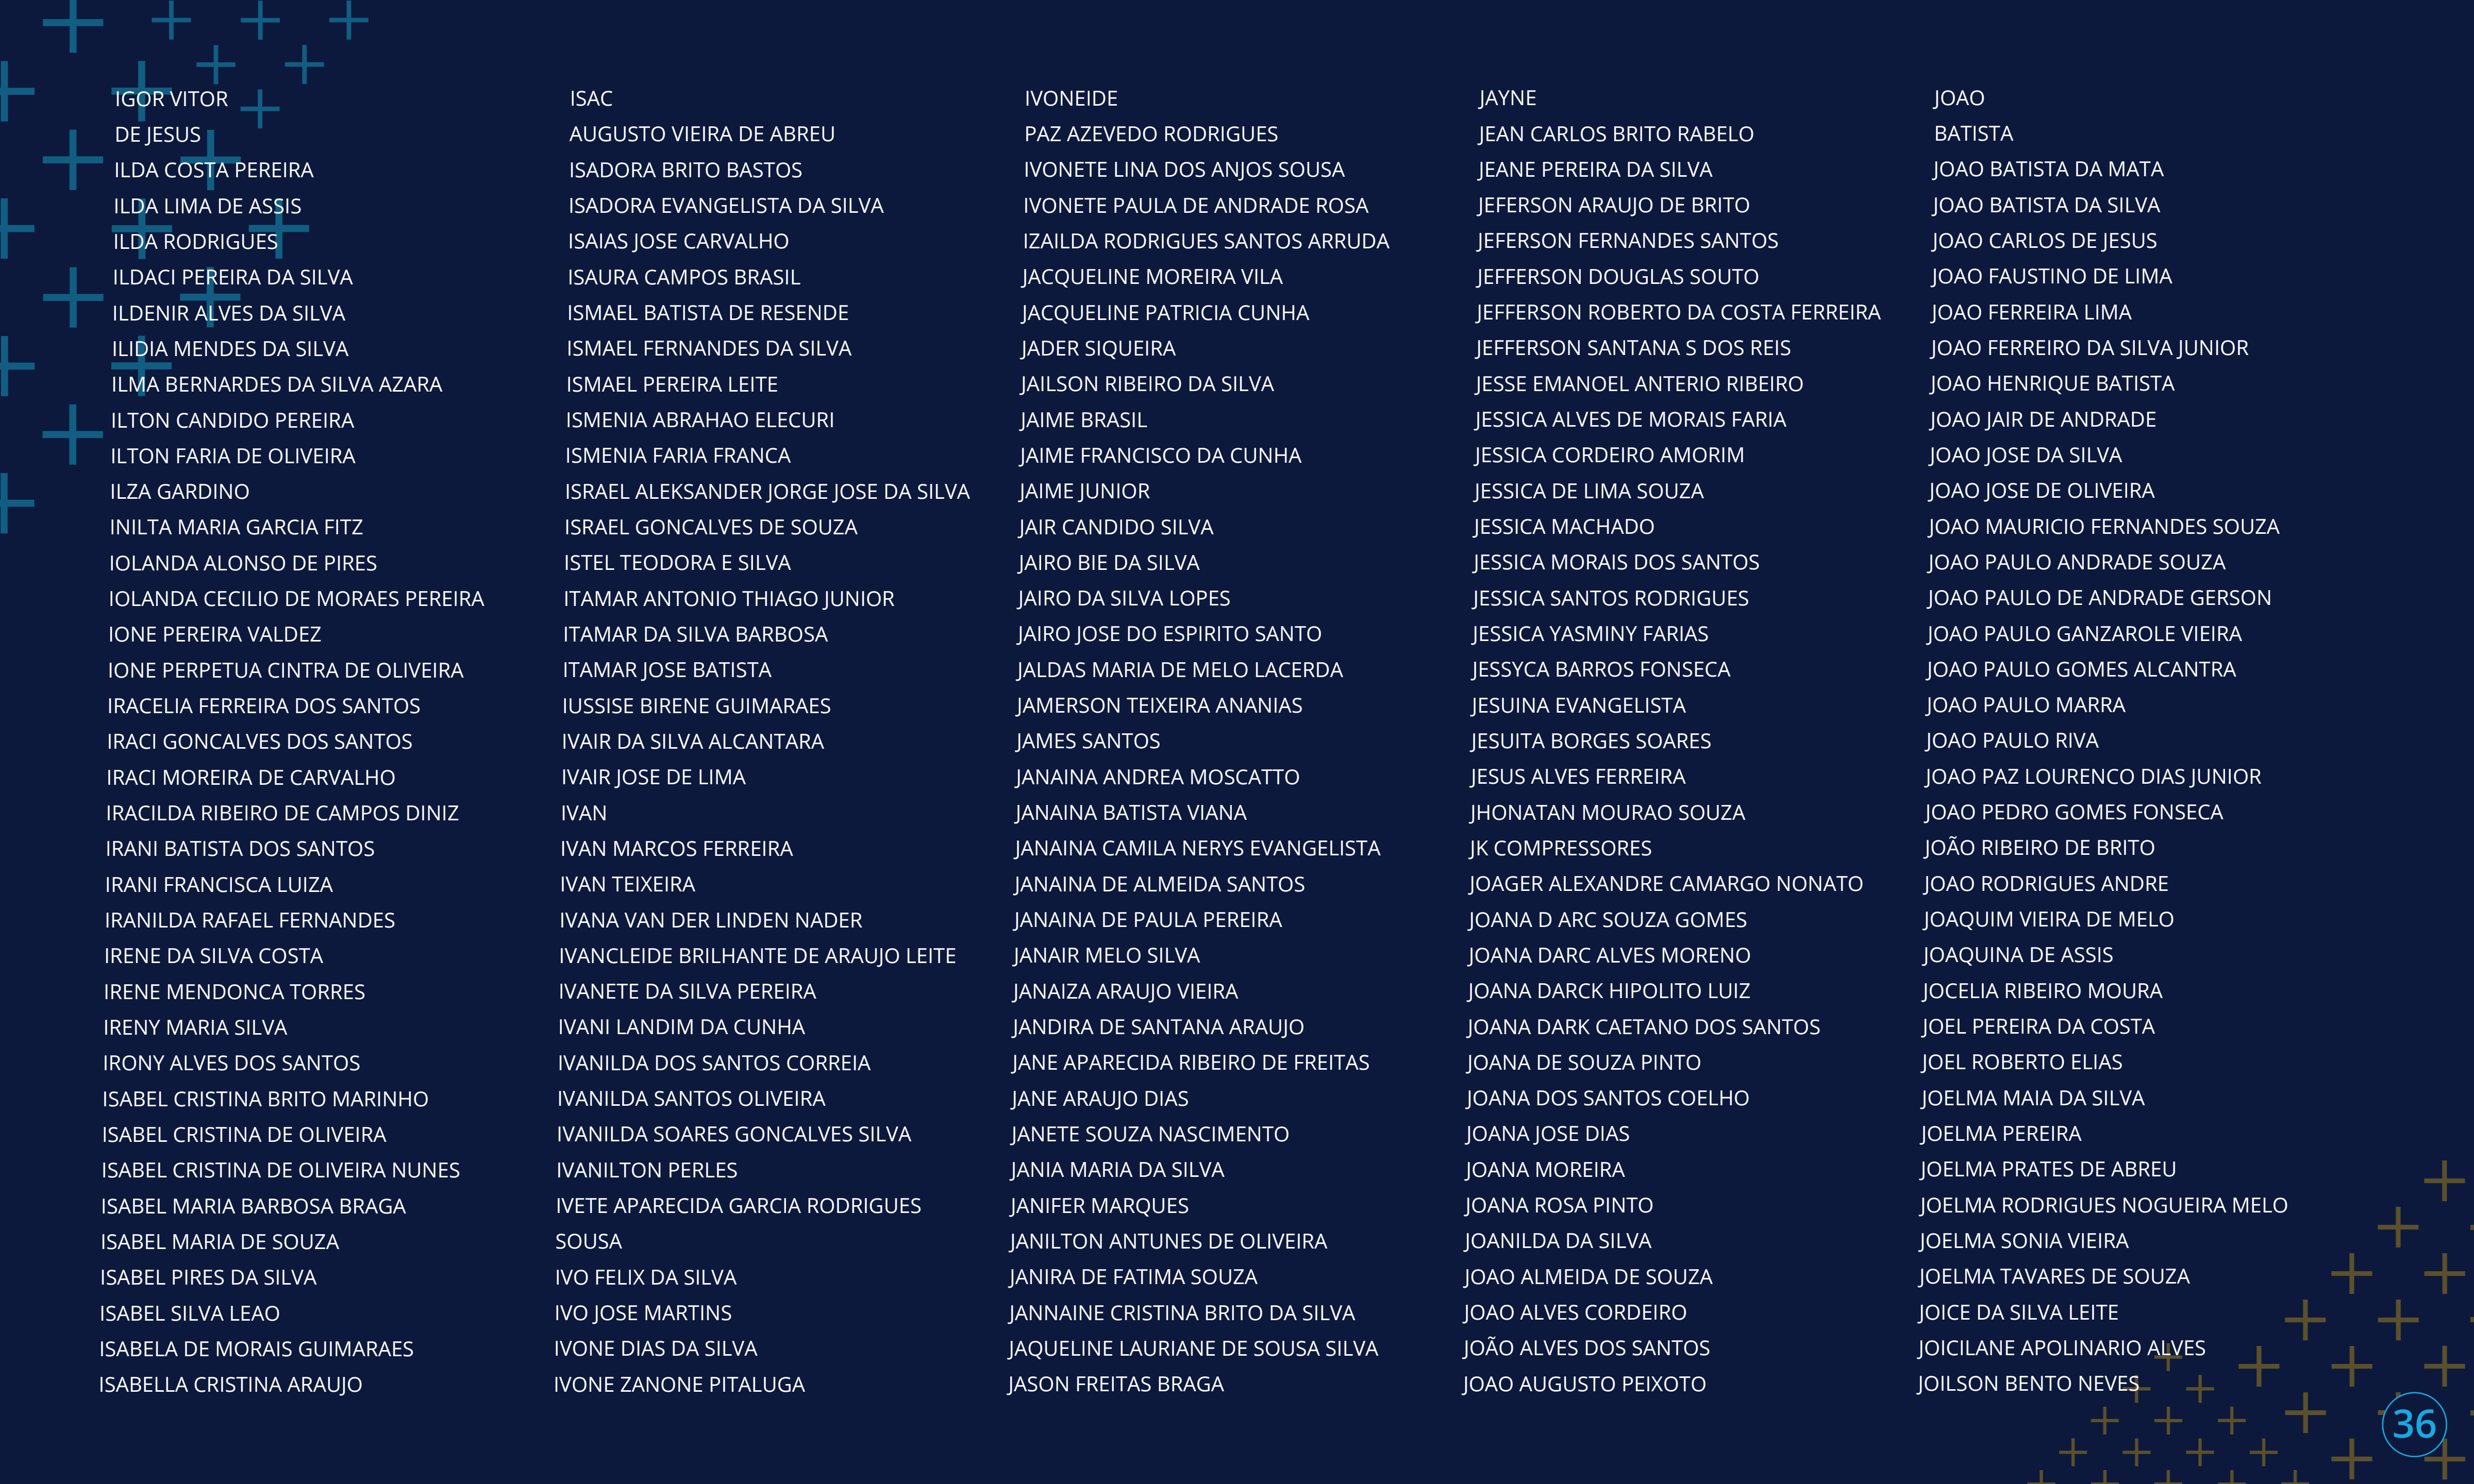 IGOR VITOR
DE JESUS
ILDA COSTA PEREIRA
ILDA LIMA DE ASSIS
ILDA RODRIGUES
ILDACI PEREIRA DA SILVA
ILDENIR ALVES DA SILVA
ILIDIA MENDES DA SILVA
ILMA BERNARDES DA SILVA AZARA
ILTON CANDIDO PEREIRA
ILTON FARIA DE OLIVEIRA
ILZA GARDINO
INILTA MARIA GARCIA FITZ
IOLANDA ALONSO DE PIRES
IOLANDA CECILIO DE MORAES PEREIRA
IONE PEREIRA VALDEZ
IONE PERPETUA CINTRA DE OLIVEIRA
IRACELIA FERREIRA DOS SANTOS
IRACI GONCALVES DOS SANTOS
IRACI MOREIRA DE CARVALHO
IRACILDA RIBEIRO DE CAMPOS DINIZ
IRANI BATISTA DOS SANTOS
IRANI FRANCISCA LUIZA
IRANILDA RAFAEL FERNANDES
IRENE DA SILVA COSTA
IRENE MENDONCA TORRES
IRENY MARIA SILVA
IRONY ALVES DOS SANTOS
ISABEL CRISTINA BRITO MARINHO
ISABEL CRISTINA DE OLIVEIRA
ISABEL CRISTINA DE OLIVEIRA NUNES
ISABEL MARIA BARBOSA BRAGA
ISABEL MARIA DE SOUZA
ISABEL PIRES DA SILVA
ISABEL SILVA LEAO
ISABELA DE MORAIS GUIMARAES
ISABELLA CRISTINA ARAUJO
ISAC
AUGUSTO VIEIRA DE ABREU
ISADORA BRITO BASTOS
ISADORA EVANGELISTA DA SILVA
ISAIAS JOSE CARVALHO
ISAURA CAMPOS BRASIL
ISMAEL BATISTA DE RESENDE
ISMAEL FERNANDES DA SILVA
ISMAEL PEREIRA LEITE
ISMENIA ABRAHAO ELECURI
ISMENIA FARIA FRANCA
ISRAEL ALEKSANDER JORGE JOSE DA SILVA
ISRAEL GONCALVES DE SOUZA
ISTEL TEODORA E SILVA
ITAMAR ANTONIO THIAGO JUNIOR
ITAMAR DA SILVA BARBOSA
ITAMAR JOSE BATISTA
IUSSISE BIRENE GUIMARAES
IVAIR DA SILVA ALCANTARA
IVAIR JOSE DE LIMA
IVAN
IVAN MARCOS FERREIRA
IVAN TEIXEIRA
IVANA VAN DER LINDEN NADER
IVANCLEIDE BRILHANTE DE ARAUJO LEITE
IVANETE DA SILVA PEREIRA
IVANI LANDIM DA CUNHA
IVANILDA DOS SANTOS CORREIA
IVANILDA SANTOS OLIVEIRA
IVANILDA SOARES GONCALVES SILVA
IVANILTON PERLES
IVETE APARECIDA GARCIA RODRIGUES
SOUSA
IVO FELIX DA SILVA
IVO JOSE MARTINS
IVONE DIAS DA SILVA
IVONE ZANONE PITALUGA
IVONEIDE
PAZ AZEVEDO RODRIGUES
IVONETE LINA DOS ANJOS SOUSA
IVONETE PAULA DE ANDRADE ROSA
IZAILDA RODRIGUES SANTOS ARRUDA
JACQUELINE MOREIRA VILA
JACQUELINE PATRICIA CUNHA
JADER SIQUEIRA
JAILSON RIBEIRO DA SILVA
JAIME BRASIL
JAIME FRANCISCO DA CUNHA
JAIME JUNIOR
JAIR CANDIDO SILVA
JAIRO BIE DA SILVA
JAIRO DA SILVA LOPES
JAIRO JOSE DO ESPIRITO SANTO
JALDAS MARIA DE MELO LACERDA
JAMERSON TEIXEIRA ANANIAS
JAMES SANTOS
JANAINA ANDREA MOSCATTO
JANAINA BATISTA VIANA
JANAINA CAMILA NERYS EVANGELISTA
JANAINA DE ALMEIDA SANTOS
JANAINA DE PAULA PEREIRA
JANAIR MELO SILVA
JANAIZA ARAUJO VIEIRA
JANDIRA DE SANTANA ARAUJO
JANE APARECIDA RIBEIRO DE FREITAS
JANE ARAUJO DIAS
JANETE SOUZA NASCIMENTO
JANIA MARIA DA SILVA
JANIFER MARQUES
JANILTON ANTUNES DE OLIVEIRA
JANIRA DE FATIMA SOUZA
JANNAINE CRISTINA BRITO DA SILVA
JAQUELINE LAURIANE DE SOUSA SILVA
JASON FREITAS BRAGA
JAYNE
JEAN CARLOS BRITO RABELO
JEANE PEREIRA DA SILVA
JEFERSON ARAUJO DE BRITO
JEFERSON FERNANDES SANTOS
JEFFERSON DOUGLAS SOUTO
JEFFERSON ROBERTO DA COSTA FERREIRA
JEFFERSON SANTANA S DOS REIS
JESSE EMANOEL ANTERIO RIBEIRO
JESSICA ALVES DE MORAIS FARIA
JESSICA CORDEIRO AMORIM
JESSICA DE LIMA SOUZA
JESSICA MACHADO
JESSICA MORAIS DOS SANTOS
JESSICA SANTOS RODRIGUES
JESSICA YASMINY FARIAS
JESSYCA BARROS FONSECA
JESUINA EVANGELISTA
JESUITA BORGES SOARES
JESUS ALVES FERREIRA
JHONATAN MOURAO SOUZA
JK COMPRESSORES
JOAGER ALEXANDRE CAMARGO NONATO
JOANA D ARC SOUZA GOMES
JOANA DARC ALVES MORENO
JOANA DARCK HIPOLITO LUIZ
JOANA DARK CAETANO DOS SANTOS
JOANA DE SOUZA PINTO
JOANA DOS SANTOS COELHO
JOANA JOSE DIAS
JOANA MOREIRA
JOANA ROSA PINTO
JOANILDA DA SILVA
JOAO ALMEIDA DE SOUZA
JOAO ALVES CORDEIRO
JOÃO ALVES DOS SANTOS
JOAO AUGUSTO PEIXOTO
JOAO
BATISTA
JOAO BATISTA DA MATA
JOAO BATISTA DA SILVA
JOAO CARLOS DE JESUS
JOAO FAUSTINO DE LIMA
JOAO FERREIRA LIMA
JOAO FERREIRO DA SILVA JUNIOR
JOAO HENRIQUE BATISTA
JOAO JAIR DE ANDRADE
JOAO JOSE DA SILVA
JOAO JOSE DE OLIVEIRA
JOAO MAURICIO FERNANDES SOUZA
JOAO PAULO ANDRADE SOUZA
JOAO PAULO DE ANDRADE GERSON
JOAO PAULO GANZAROLE VIEIRA
JOAO PAULO GOMES ALCANTRA
JOAO PAULO MARRA
JOAO PAULO RIVA
JOAO PAZ LOURENCO DIAS JUNIOR
JOAO PEDRO GOMES FONSECA
JOÃO RIBEIRO DE BRITO
JOAO RODRIGUES ANDRE
JOAQUIM VIEIRA DE MELO
JOAQUINA DE ASSIS
JOCELIA RIBEIRO MOURA
JOEL PEREIRA DA COSTA
JOEL ROBERTO ELIAS
JOELMA MAIA DA SILVA
JOELMA PEREIRA
JOELMA PRATES DE ABREU
JOELMA RODRIGUES NOGUEIRA MELO
JOELMA SONIA VIEIRA
JOELMA TAVARES DE SOUZA
JOICE DA SILVA LEITE
JOICILANE APOLINARIO ALVES
JOILSON BENTO NEVES
36